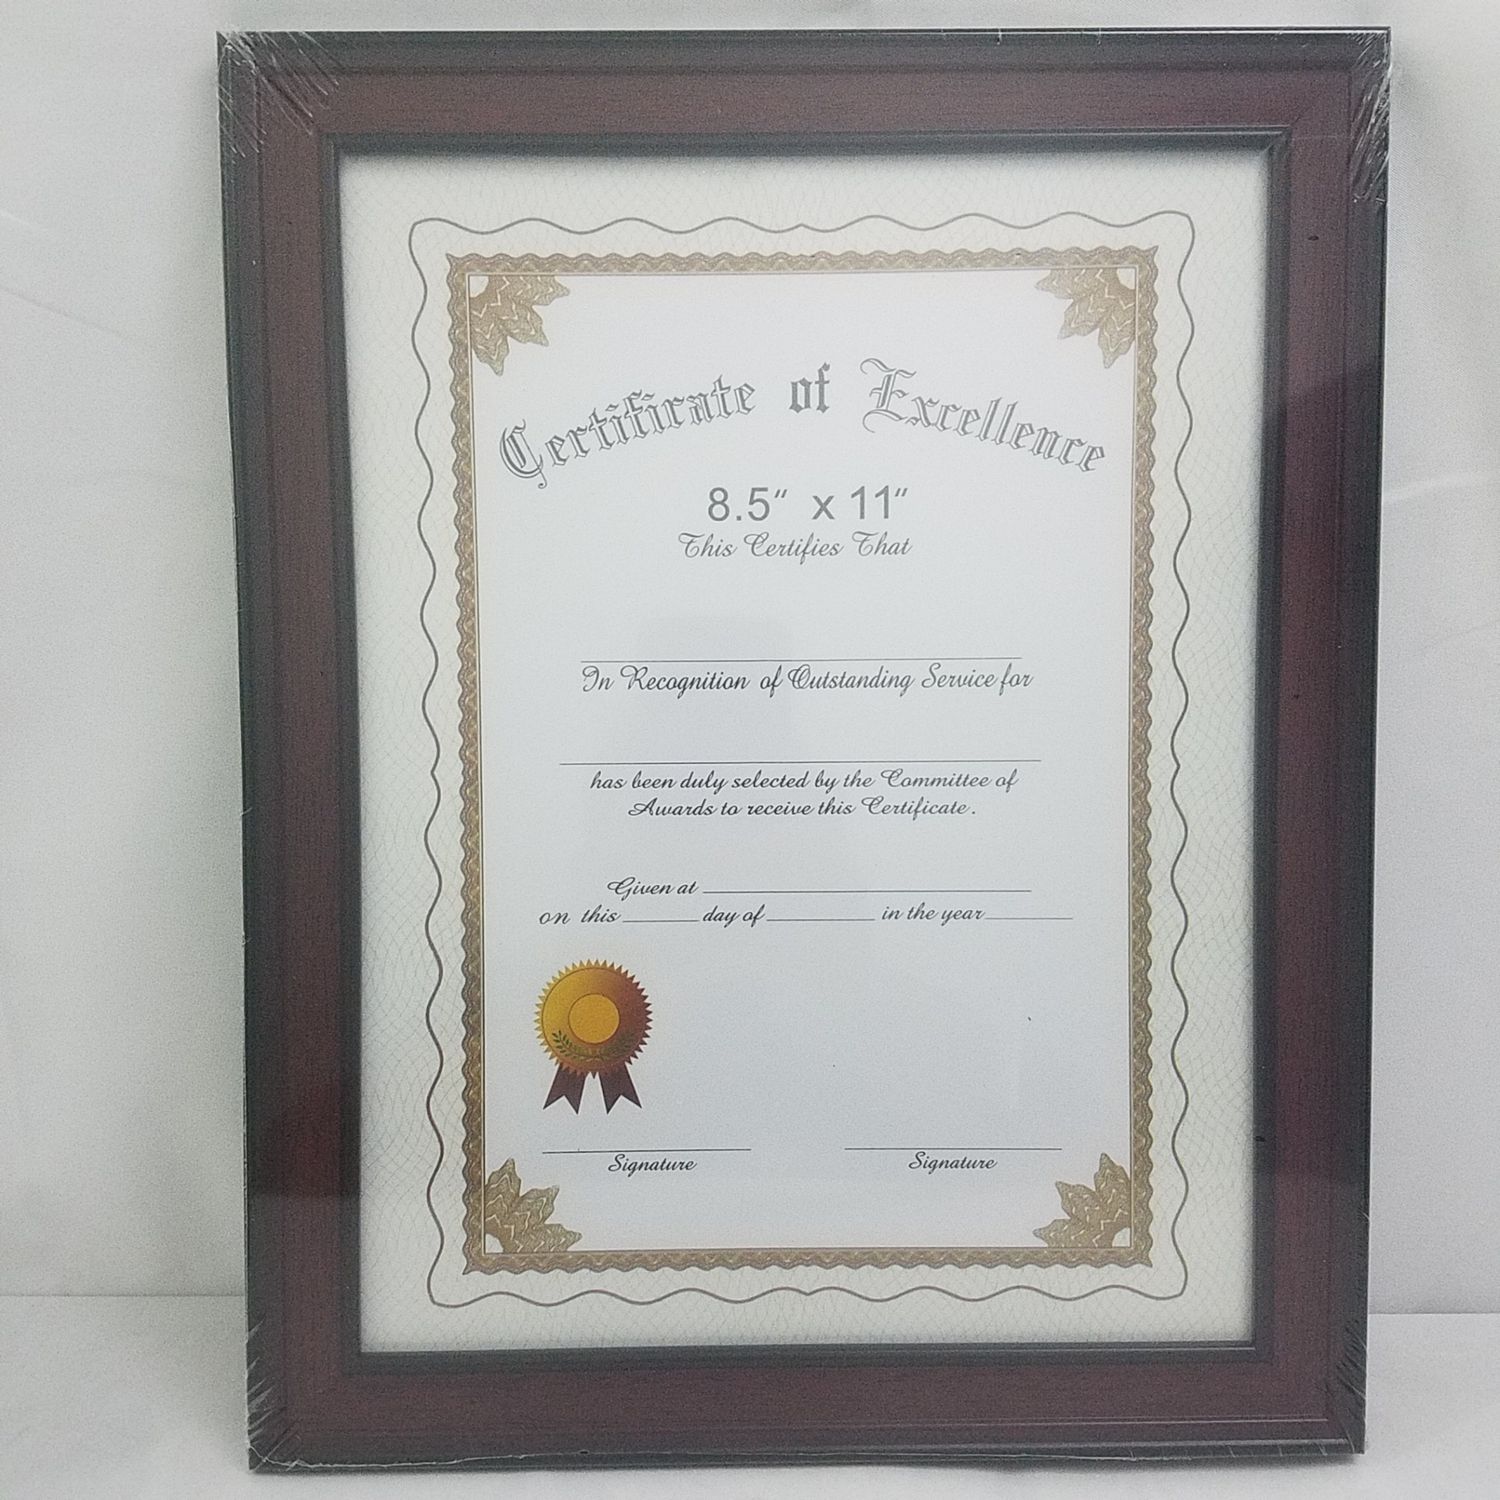 Certificate of Excellence
8.5" x 11"
This Certifies That
In Recognition of Outstanding Service for
has been duly selected by the Committee of
Awards to receive this Certificate.
Given at
on this day of in the year
Signature Signature